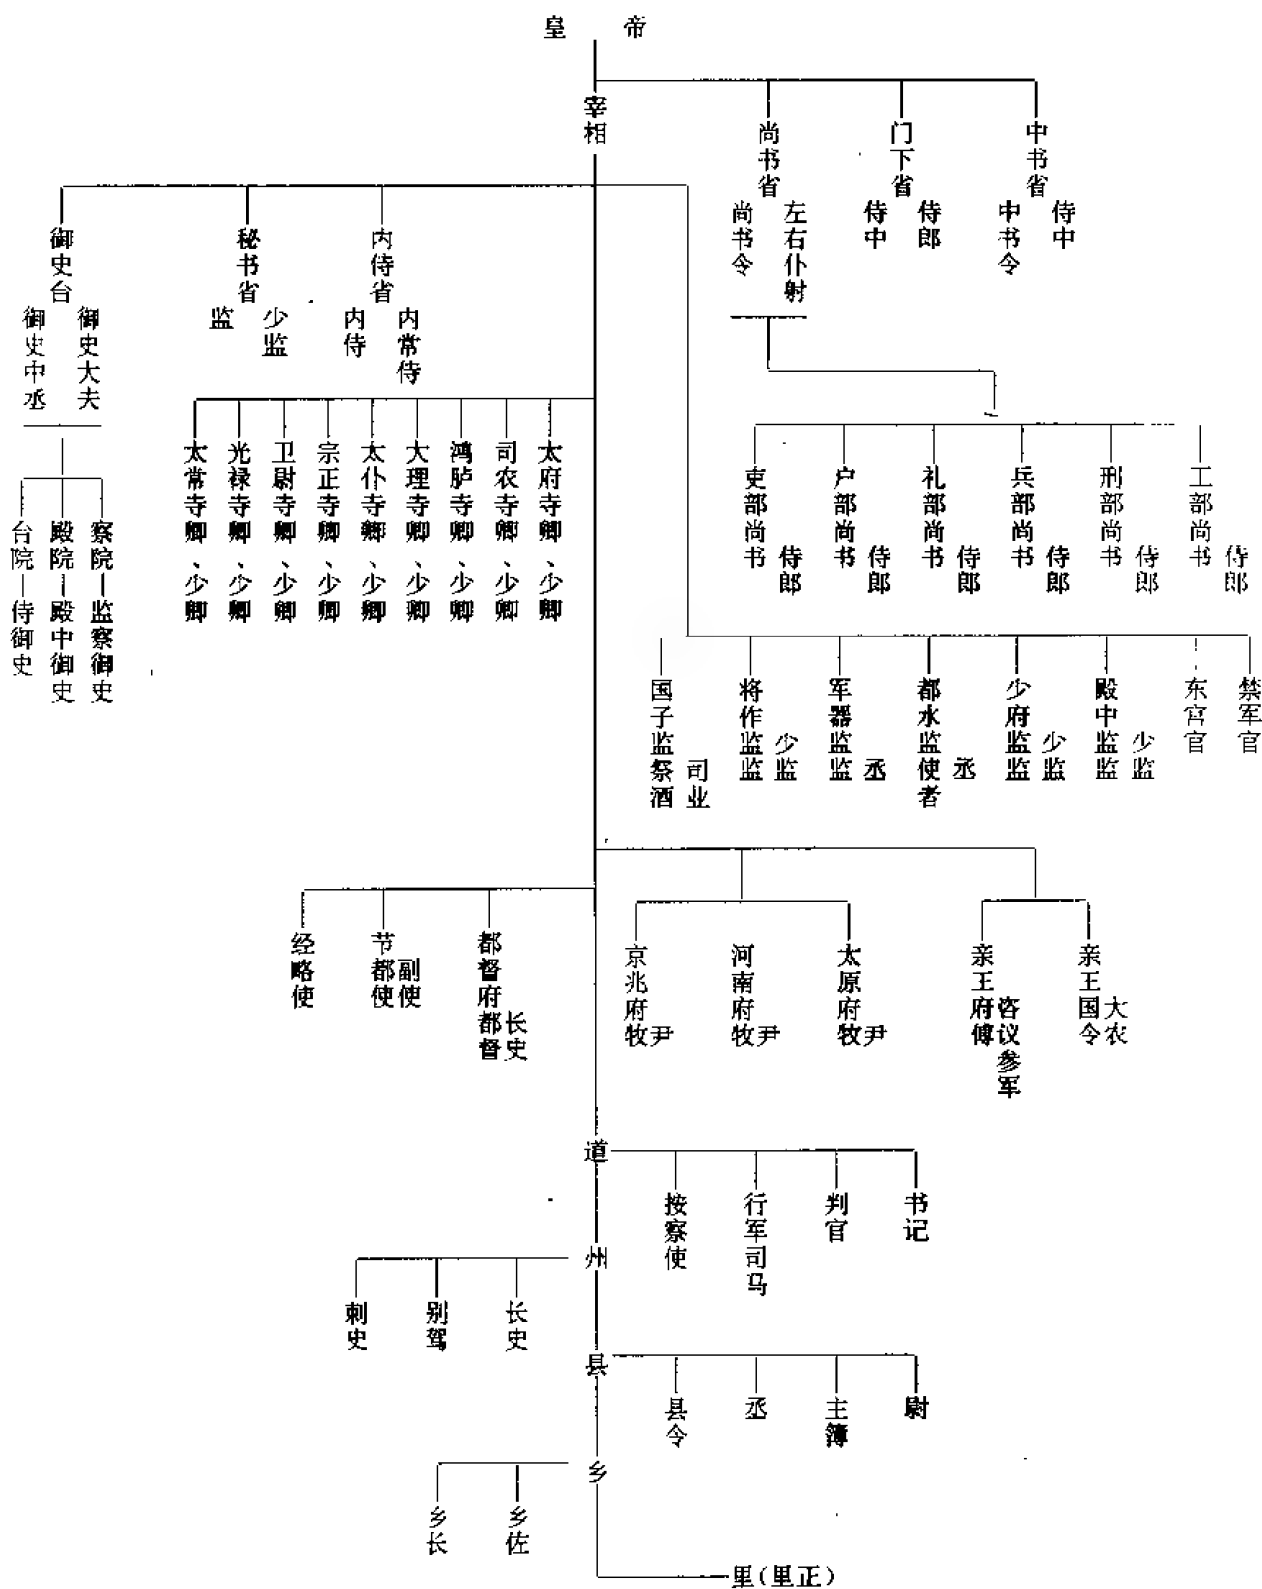 皇帝
宰相
尚书省
尚书令
左右仆射
门下省
侍中
侍郎
中书省
中书令
侍中
御史台
御史中丞
御史大夫
秘书省
监
少监
内侍省
内侍
内常侍
台院—侍御史
殿院—殿中御史
察院—监察御史
太常寺卿、少卿
光禄寺卿、少卿
卫尉寺卿、少卿
宗正寺卿、少卿
太仆寺卿、少卿
大理寺卿、少卿
鸿胪寺卿、少卿
司农寺卿、少卿
太府寺卿、少卿
吏部尚书
侍郎
户部尚书
侍郎
礼部尚书
侍郎
兵部尚书
侍郎
刑部尚书
侍郎
工部尚书
侍郎
国子监祭酒
司业
将作监监
少监
军器监监
丞
都水监使者
丞
少府监监
少监
殿中监监
少监
东宫官
禁军官
经略使
节都使
副使
都督府都督
长史
京兆府牧
尹
河南府牧
尹
太原府牧
尹
亲王府傅
咨议参军
亲王国令
大农
道
按察使
行军司马
判官
书记
州
刺史
别驾
长史
县
县令
丞
主簿
尉
乡
乡长
乡佐
里(里正)